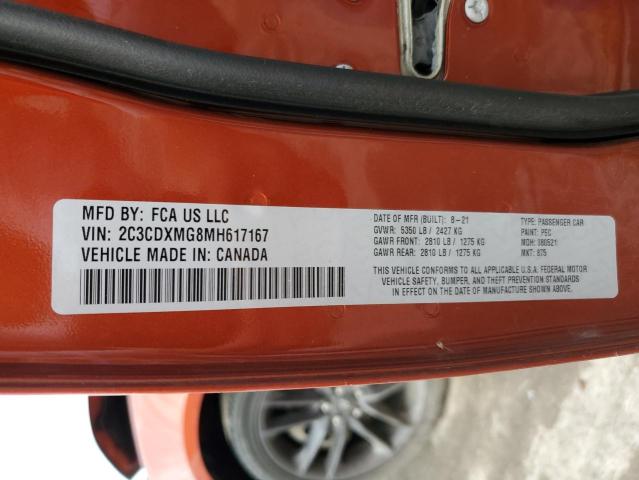 MFD BY: FCA US LLC
VIN: 2C3CDXMG8MH617167
VEHICLE MADE IN: CANADA
DATE OF MFR (BUILT): 8-21
GVWR: 5350 LB / 2427 KG
GAWR FRONT: 2810 LB / 1275 KG
GAWR REAR: 2810 LB / 1275 KG
TYPE: PASSENGER CAR
PAINT: PEC
MDH: 080521
MKT: 875
THIS VEHICLE CONFORMS TO ALL APPLICABLE U.S.A. FEDERAL MOTOR
VEHICLE SAFETY, BUMPER, AND THEFT PREVENTION STANDARDS
IN EFFECT ON THE DATE OF MANUFACTURE SHOWN ABOVE.